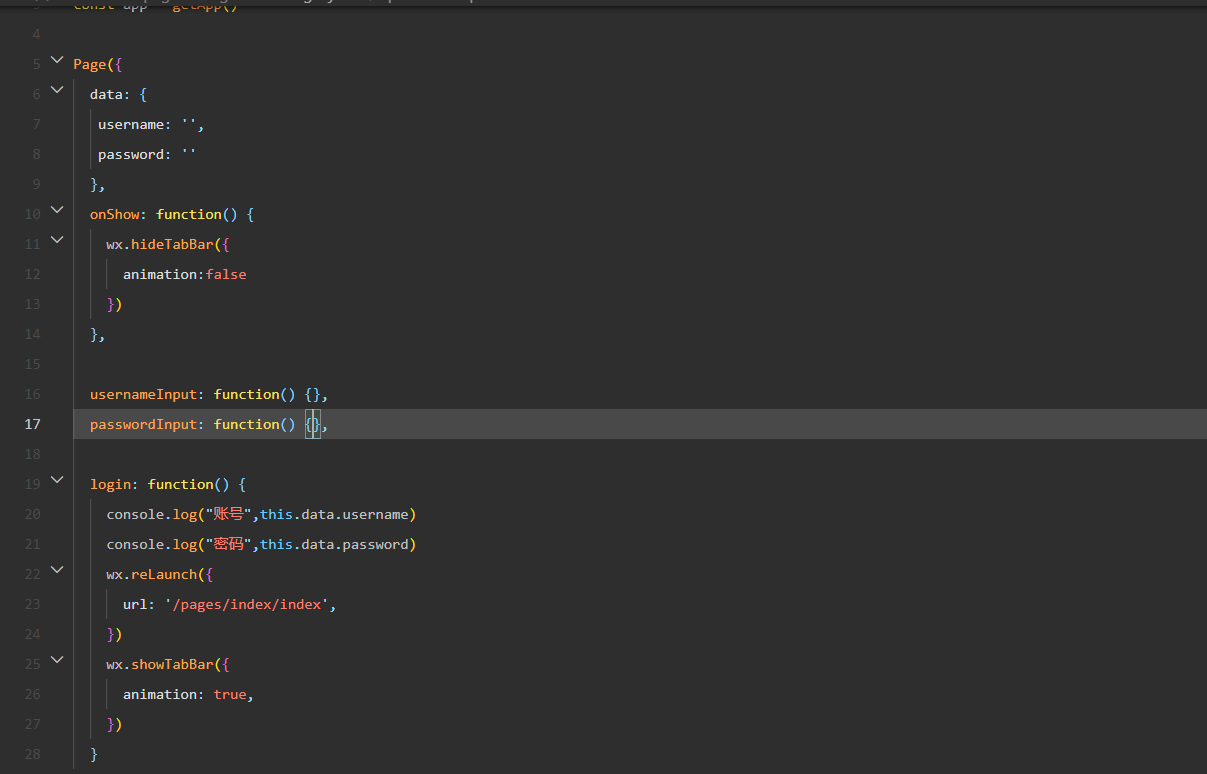 4
5 Page({
6 data: {
7 username: '',
8 password: ''
9 },
10 onShow: function() {
11 wx.hideTabBar({
12 animation:false
13 })
14 },
15
16 usernameInput: function() {},
17 passwordInput: function() {},
18
19 login: function() {
20 console.log("账号",this.data.username)
21 console.log("密码",this.data.password)
22 wx.reLaunch({
23 url: '/pages/index/index',
24 })
25 wx.showTabBar({
26 animation: true,
27 })
28 }